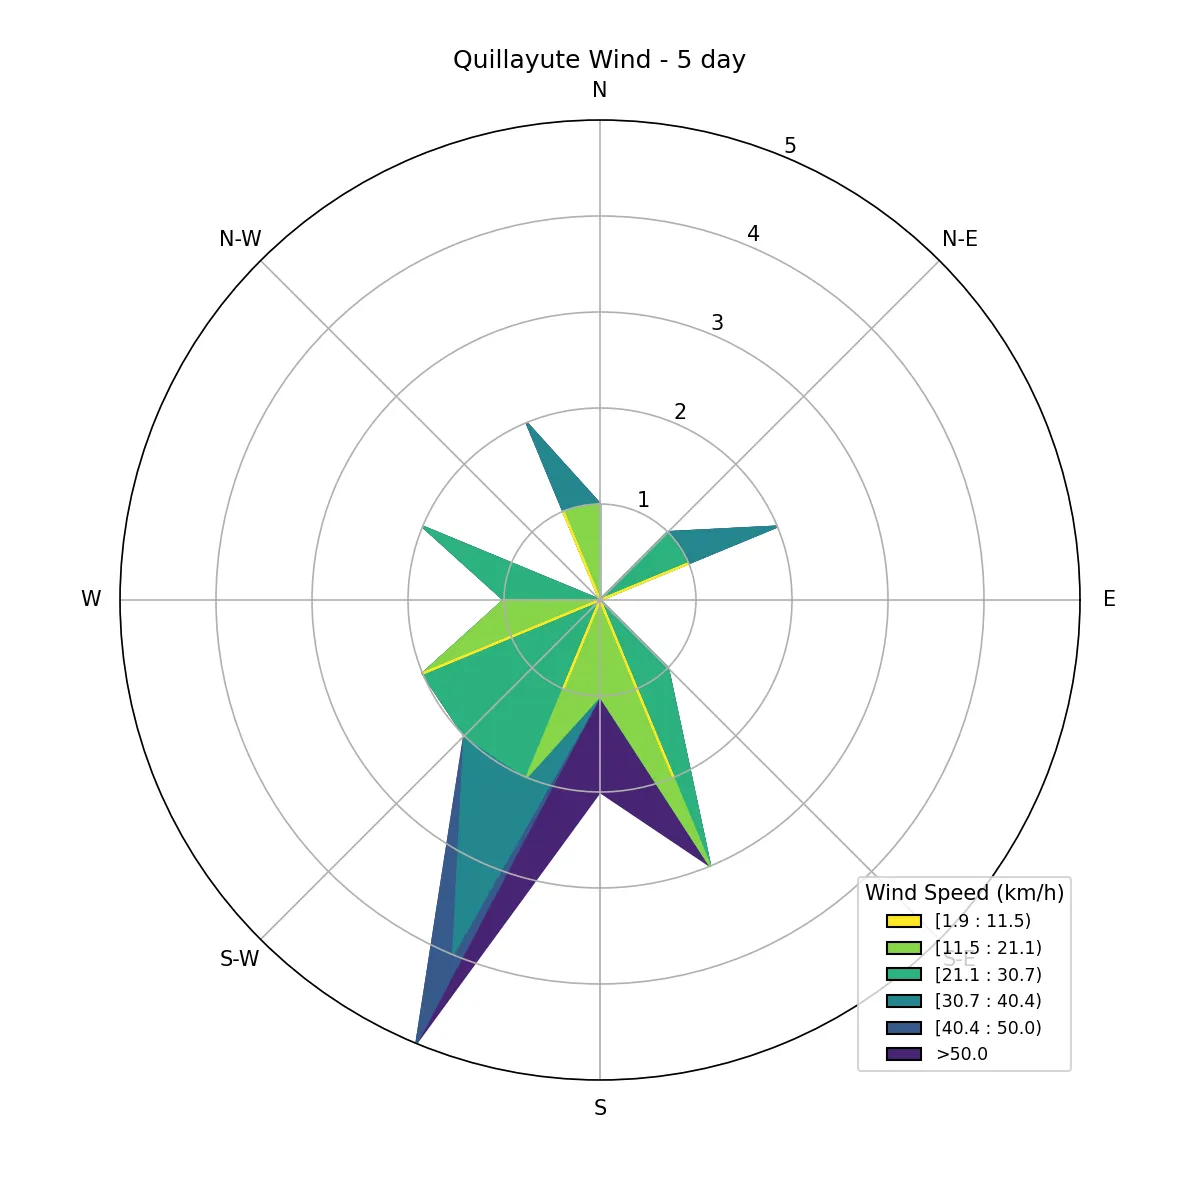 Quillayute Wind - 5 day
N
5
N-W
4
N-E
3
2
1
W
E
Wind Speed (km/h)
[1.9 : 11.5)
[11.5 : 21.1)
S-W
S-E
[21.1 : 30.7)
[30.7 : 40.4)
[40.4 : 50.0)
>50.0
S